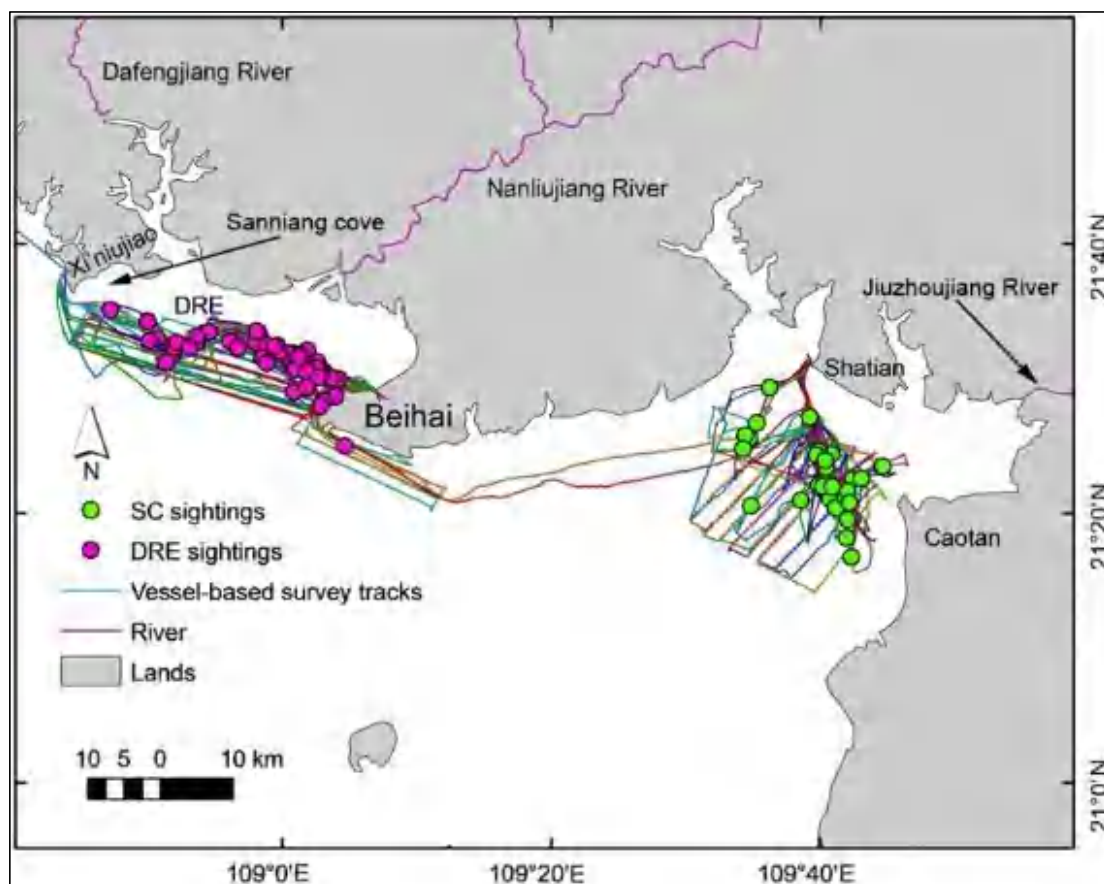 Dafengjiang River
Nanliujiang River
Sanniang cove
Xi niujiao
DRE
Jiuzhoujiang River
Shatian
Beihai
Caotan
N
SC sightings
DRE sightings
Vessel-based survey tracks
River
Lands
10 5 0 10 km
21°40'N
21°20'N
21°0'N
109°0'E
109°20'E
109°40'E